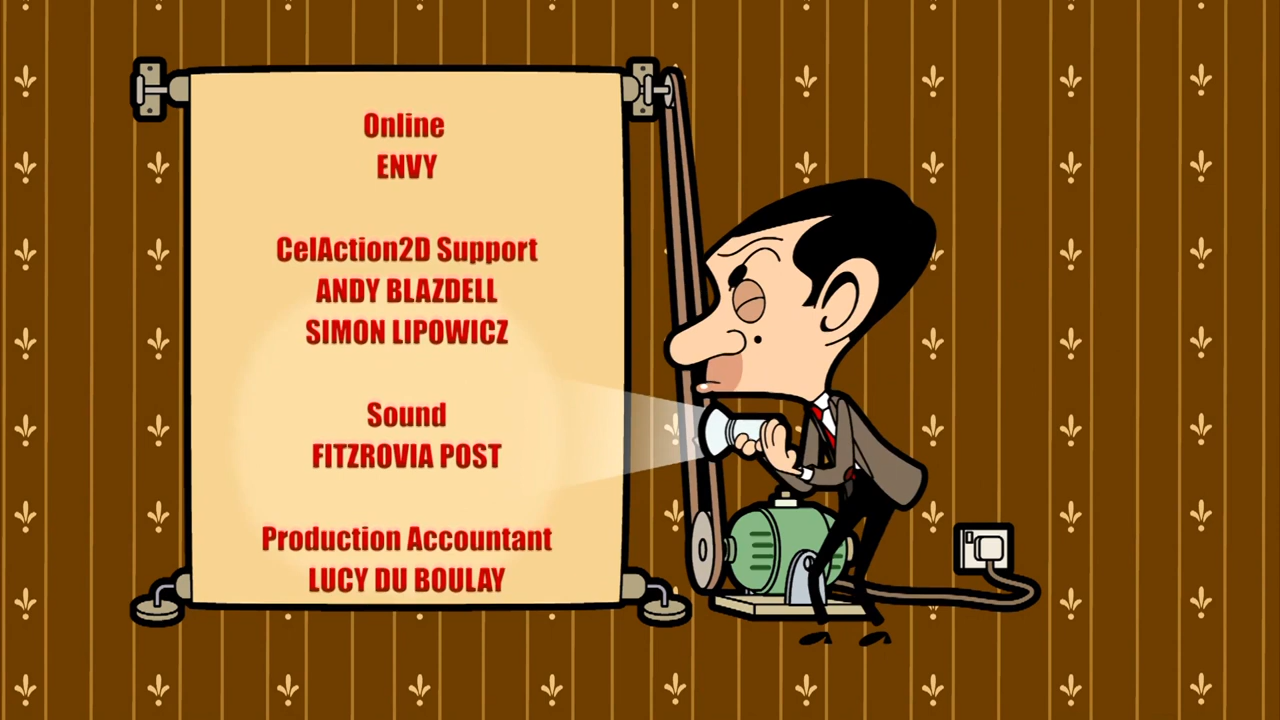 Online
ENVY
CelAction2D Support
ANDY BLAZDELL
SIMON LIPOWICZ
Sound
FITZROVIA POST
Production Accountant
LUCY DU BOULAY